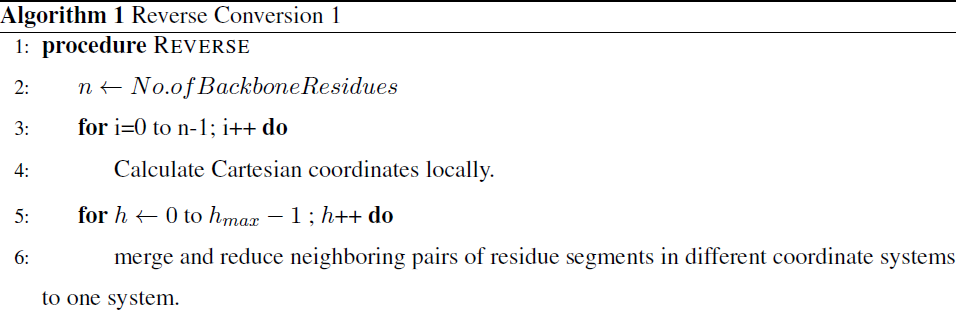 Algorithm 1 Reverse Conversion 1
1: procedure REVERSE
2: n ← No.ofBackboneResidues
3: for i=0 to n-1; i++ do
4: Calculate Cartesian coordinates locally.
5: for h ← 0 to hmax − 1 ; h++ do
6: merge and reduce neighboring pairs of residue segments in different coordinate systems
to one system.